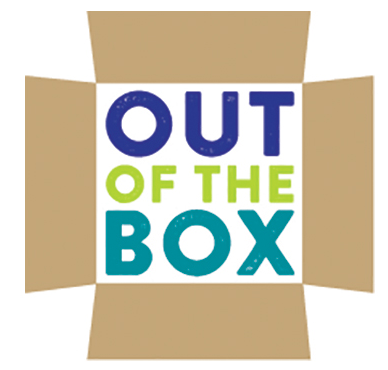 OUT
OF THE
BOX